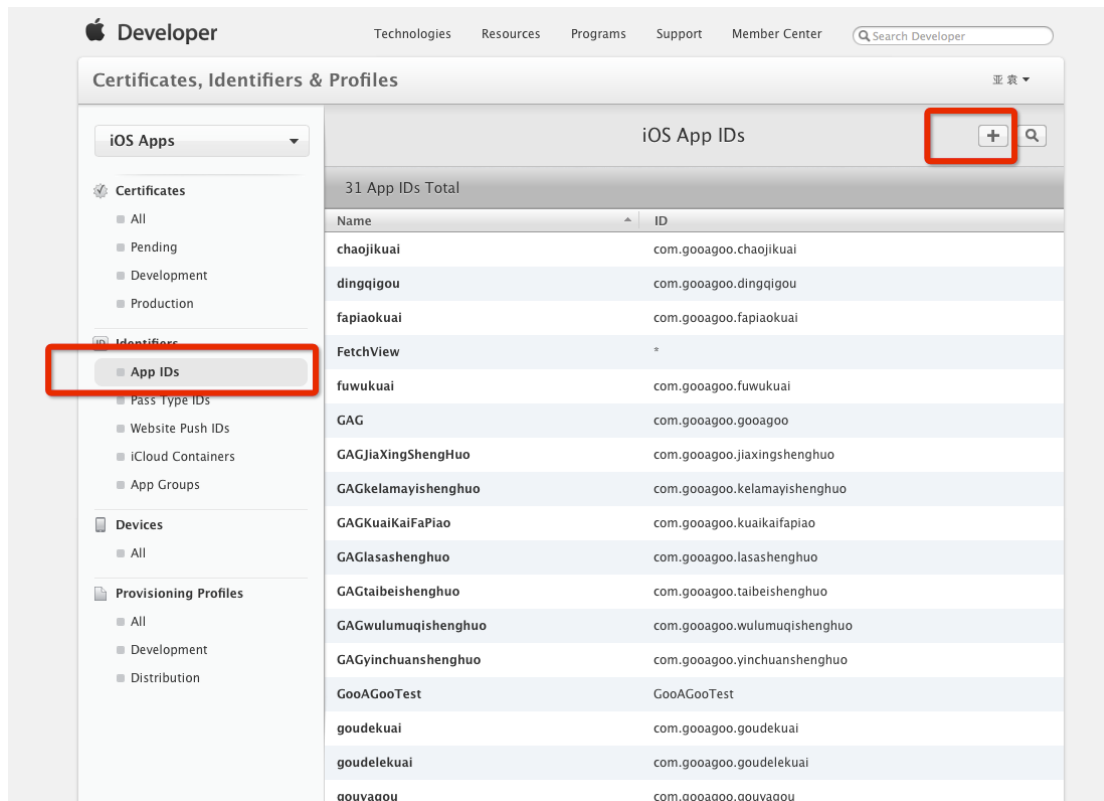 Developer
Technologies Resources Programs Support Member Center Search Developer
Certificates, Identifiers & Profiles 亚 袁
iOS Apps
Certificates
All
Pending
Development
Production
Identifiers
App IDs
Pass Type IDs
Website Push IDs
iCloud Containers
App Groups
Devices
All
Provisioning Profiles
All
Development
Distribution
iOS App IDs
31 App IDs Total
Name ID
chaojikuai com.gooagoo.chaojikuai
dingqigou com.gooagoo.dingqigou
fapiaokuai com.gooagoo.fapiaokuai
FetchView *
fuwukuai com.gooagoo.fuwukuai
GAG com.gooagoo.gooagoo
GAGJiaXingShengHuo com.gooagoo.jiaxingshenghuo
GAGkelamayishenghuo com.gooagoo.kelamayishenghuo
GAGKuaiKaiFaPiao com.gooagoo.kuaikaifapiao
GAGlasashenghuo com.gooagoo.lasashenghuo
GAGtaibeishenghuo com.gooagoo.taibeishenghuo
GAGwulumuqishenghuo com.gooagoo.wulumuqishenghuo
GAGyinchuanshenghuo com.gooagoo.yinchuanshenghuo
GooAGooTest GooAGooTest
goudekuai com.gooagoo.goudekuai
goudelekuai com.gooagoo.goudelekuai
gouyagou com.gooagoo.gouyagou